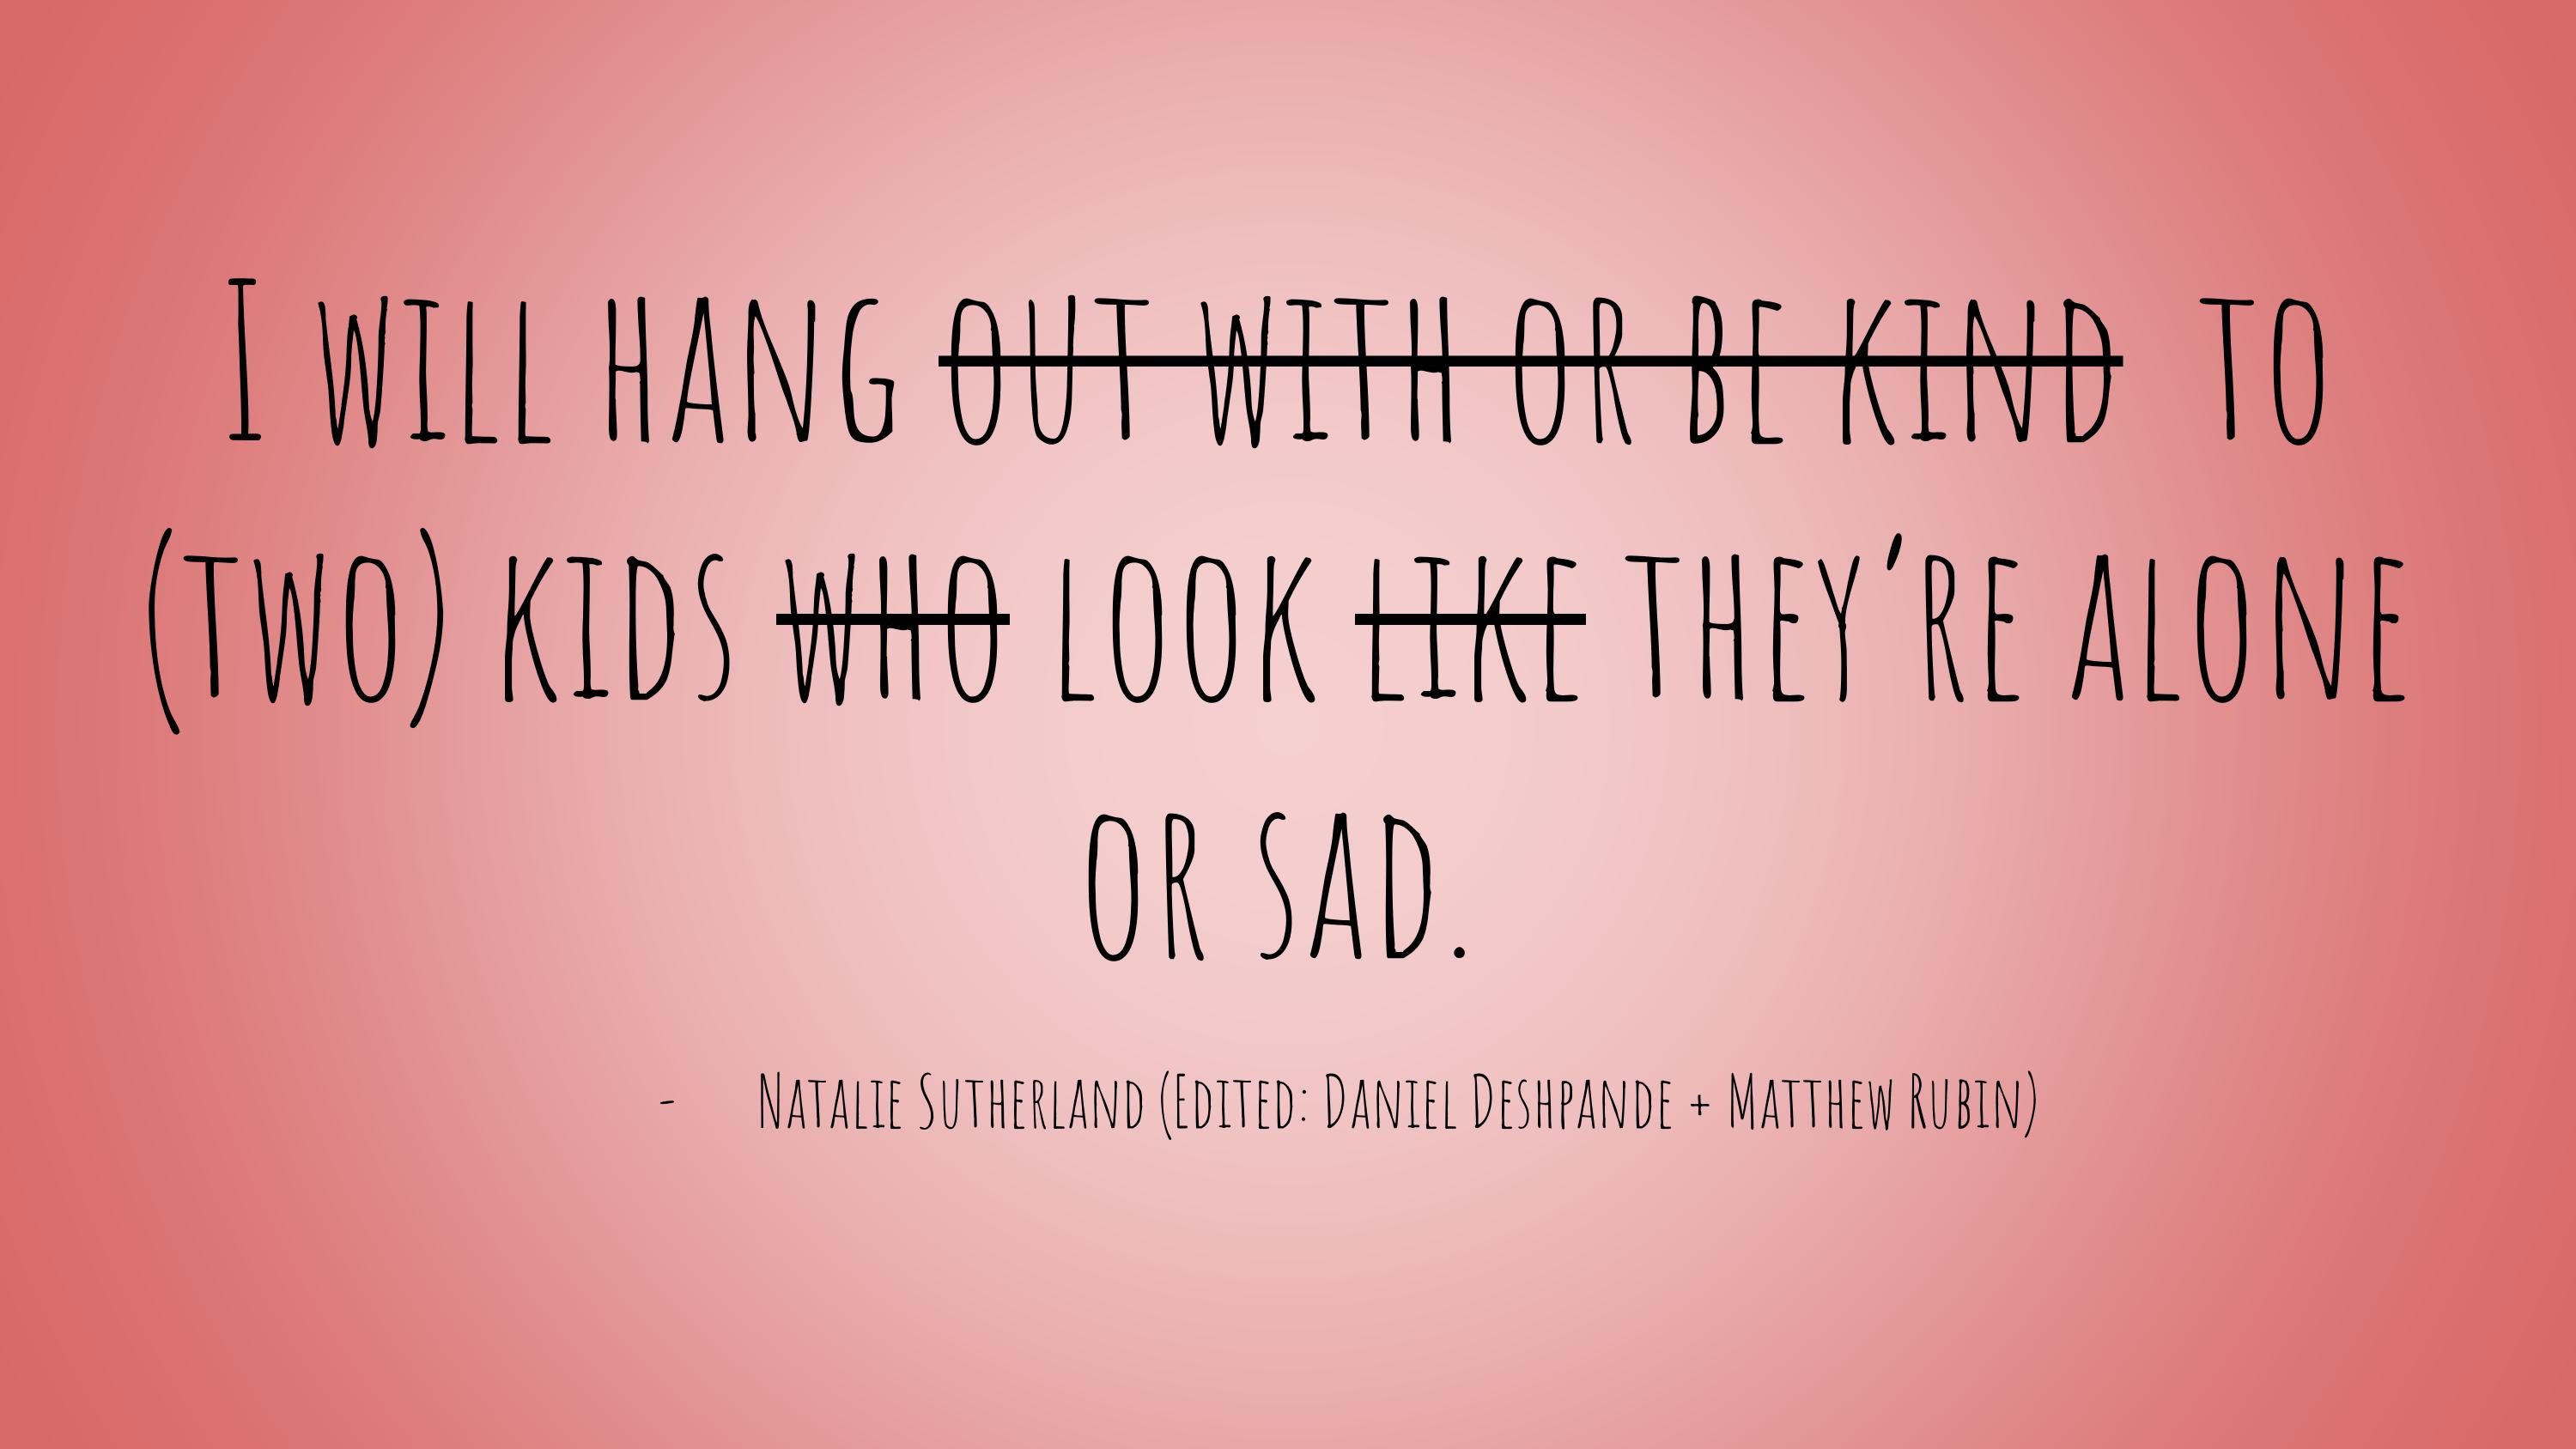 I WILL HANG OUT WITH OR BE KIND TO
(TWO) KIDS WHO LOOK LIKE THEY'RE ALONE
OR SAD.
- NATALIE SUTHERLAND (EDITED: DANIEL DESHPANDE + MATTHEW RUBIN)